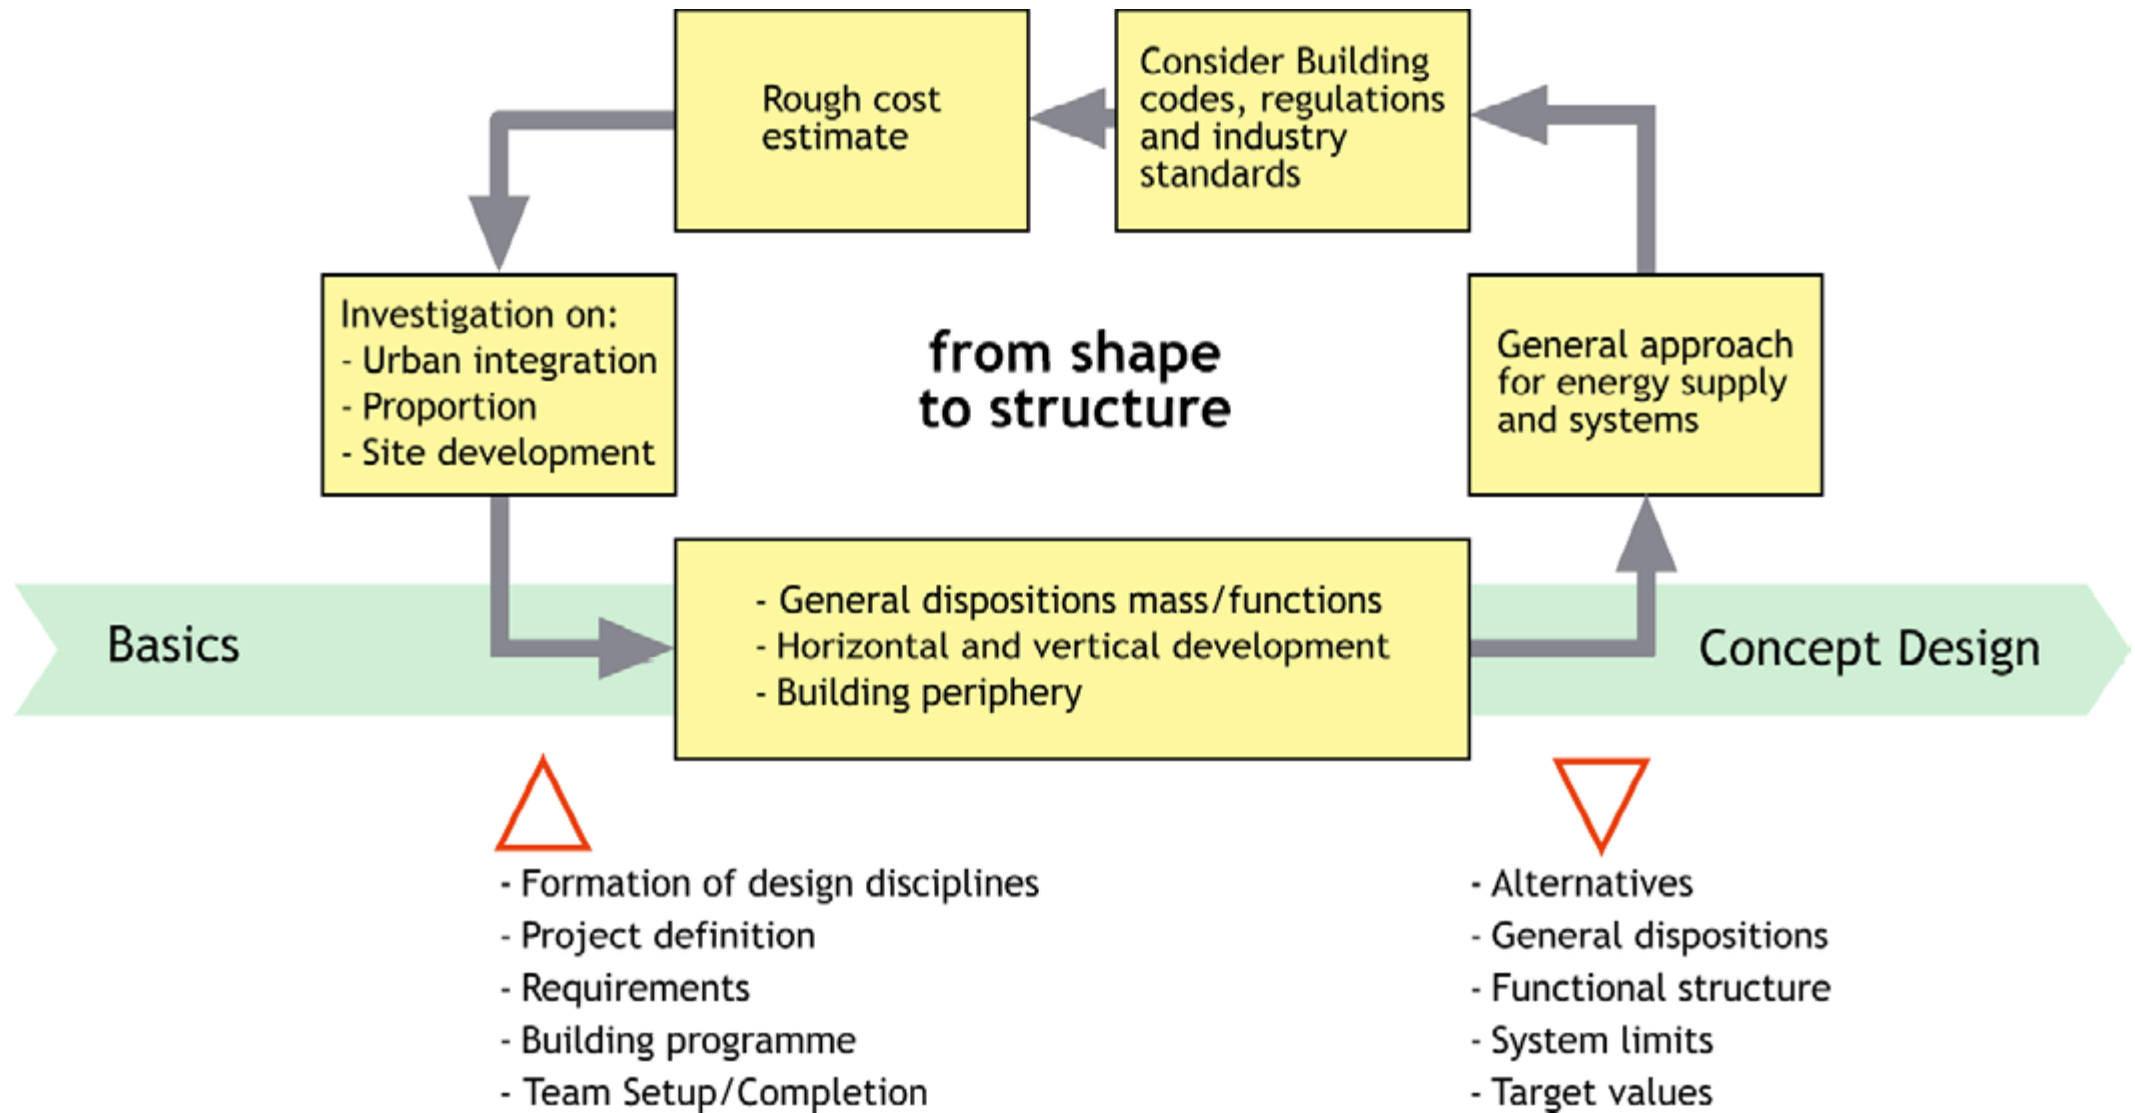 Rough cost
estimate
Consider Building
codes, regulations
and industry
standards
Investigation on:
- Urban integration
- Proportion
- Site development
from shape
to structure
General approach
for energy supply
and systems
Basics
- General dispositions mass/functions
- Horizontal and vertical development
- Building periphery
Concept Design
- Formation of design disciplines
- Project definition
- Requirements
- Building programme
- Team Setup/Completion
- Alternatives
- General dispositions
- Functional structure
- System limits
- Target values